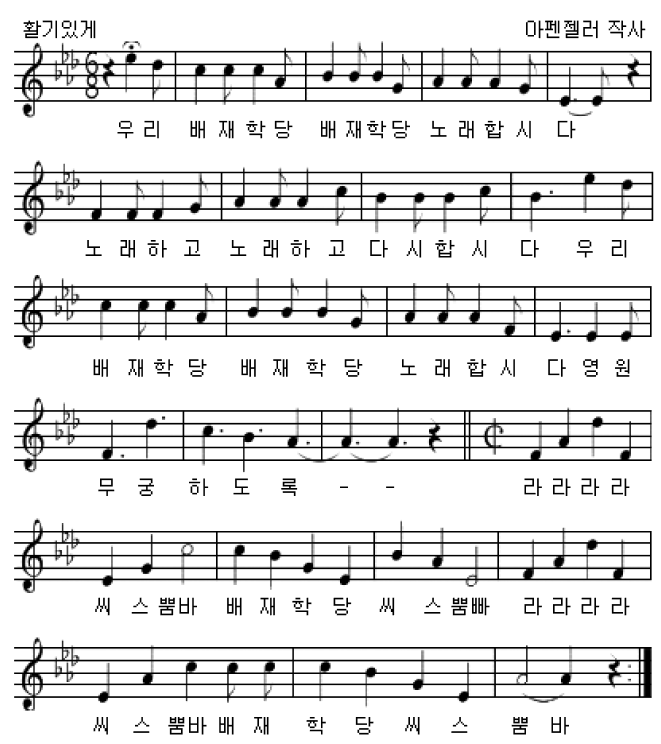 활기있게 아펜젤러 작사
우리 배재학당 배재학당 노래합시다
노래하고 노래하고 다시합시다 우리
배재학당 배재학당 노래합시다영원
무궁하도록 - - 라라라라
씨스뿜바 배재학당 씨스뿜빠 라라라라
씨스뿜바배재학당씨스뿜바